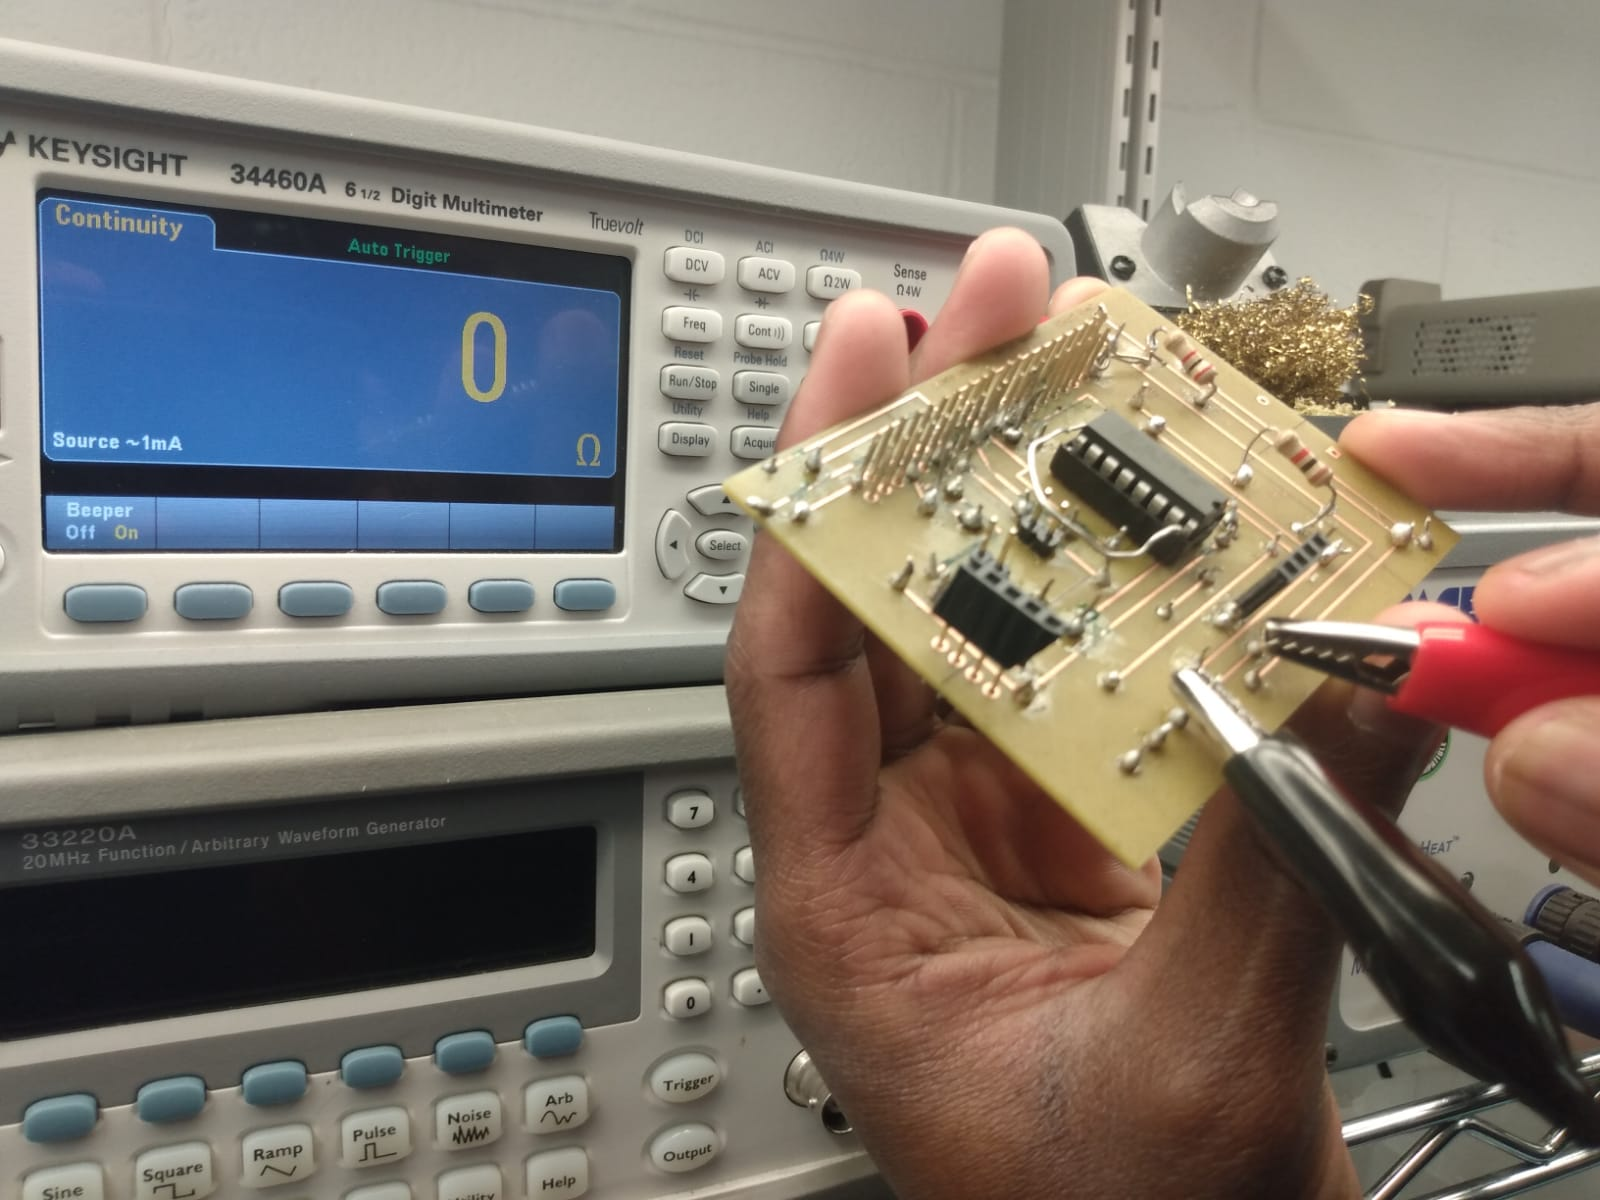 KEYSIGHT 34460A 6 1/2 Digit Multimeter Truevolt
Continuity
Auto Trigger
0
Source ~1mA
Ω
Beeper
Off On
DCI ACI Ω4W
DCV ACV Ω2W
Sense
Ω4W
Freq Cont
Reset Probe Hold
Run/Stop Single
Utility Help
Display
Select
33220A
20MHz Function / Arbitrary Waveform Generator
7
4
1
0
.
Trigger
Output
Sine Square Ramp Pulse Noise Arb
Help